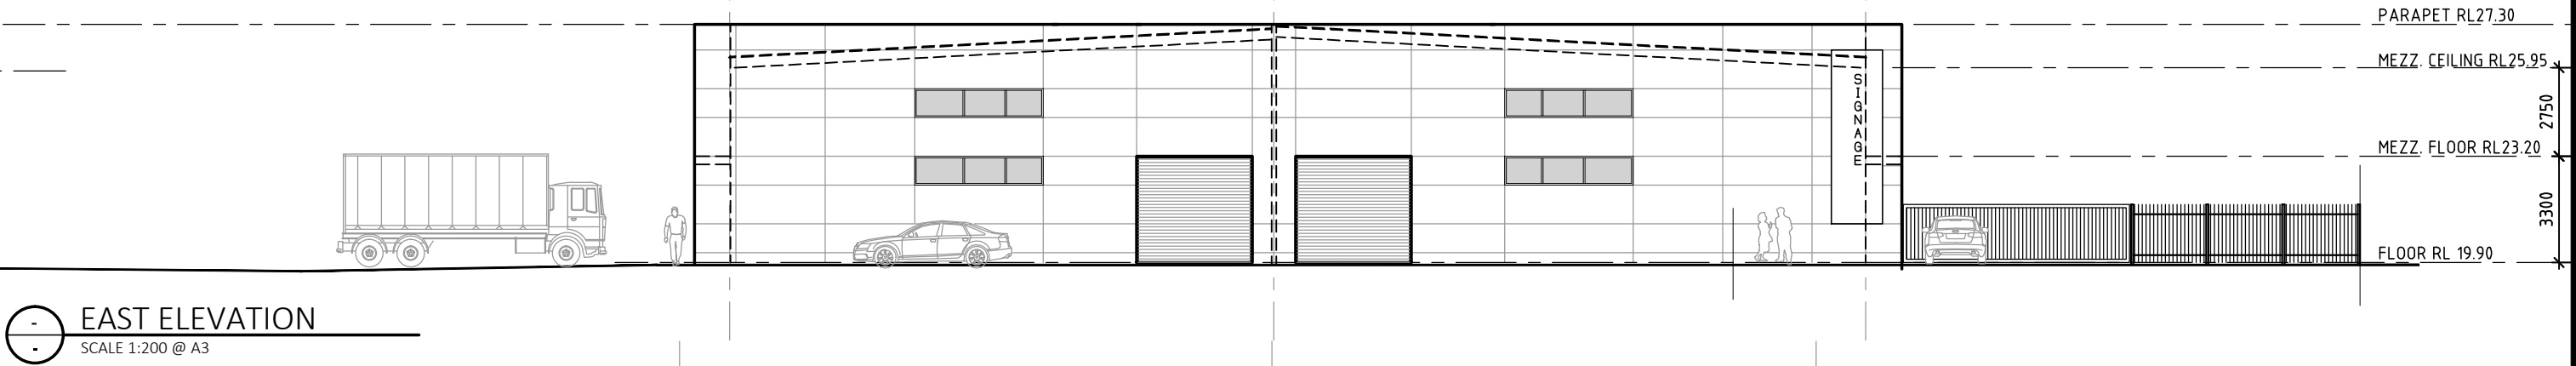 PARAPET RL27.30
MEZZ. CEILING RL25.95
SIGNAGE
2750
MEZZ. FLOOR RL23.20
3300
FLOOR RL 19.90
-
-
EAST ELEVATION
SCALE 1:200 @ A3